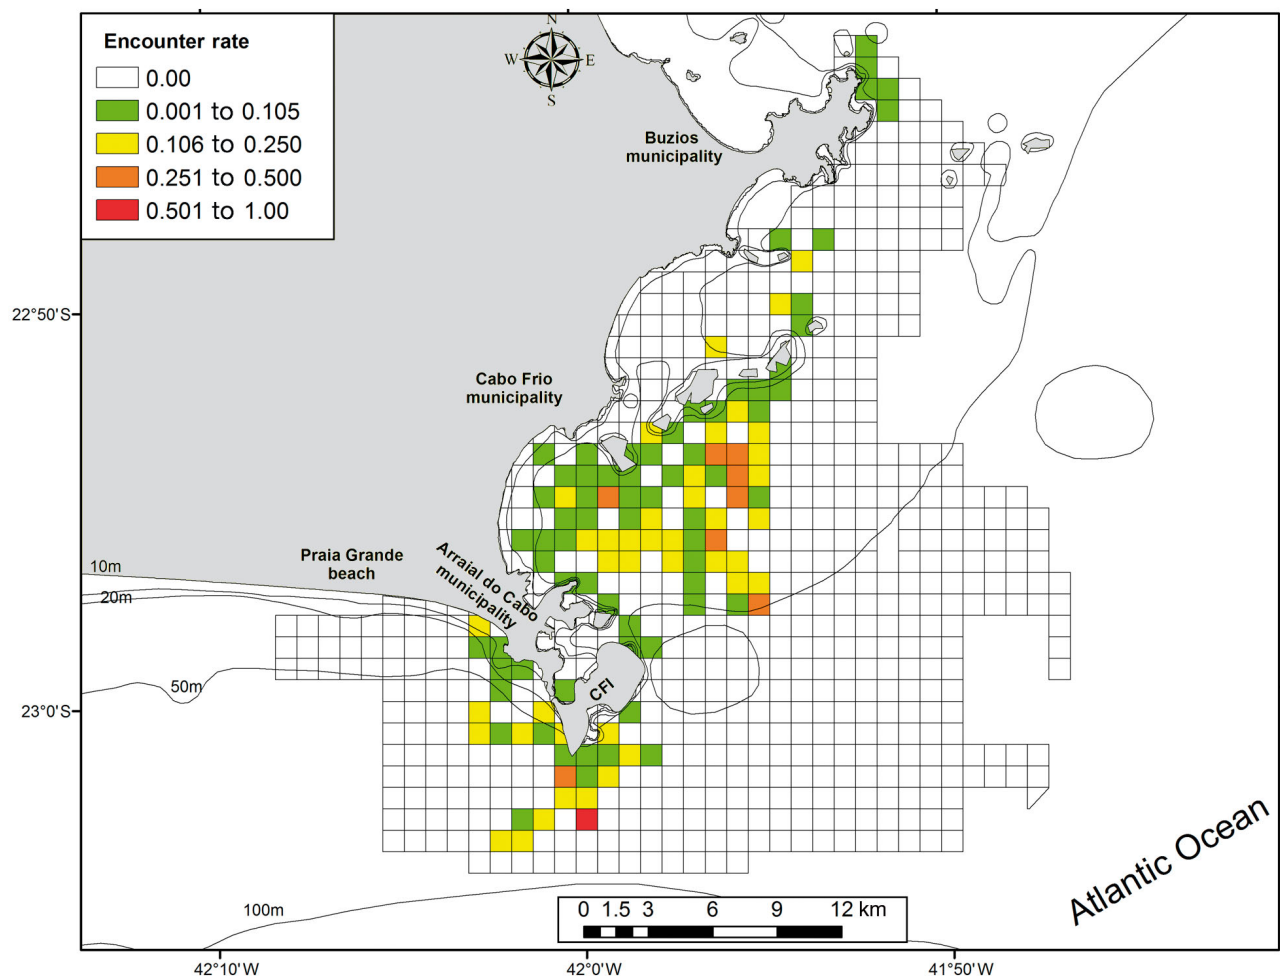 Encounter rate
0.00
0.001 to 0.105
0.106 to 0.250
0.251 to 0.500
0.501 to 1.00
N
W E
S
Buzios
municipality
22°50'S
Cabo Frio
municipality
Praia Grande
beach
Arraial do Cabo
municipality
10m
20m
50m
CFI
23°0'S
100m
Atlantic Ocean
0 1.5 3 6 9 12 km
42°10'W 42°0'W 41°50'W